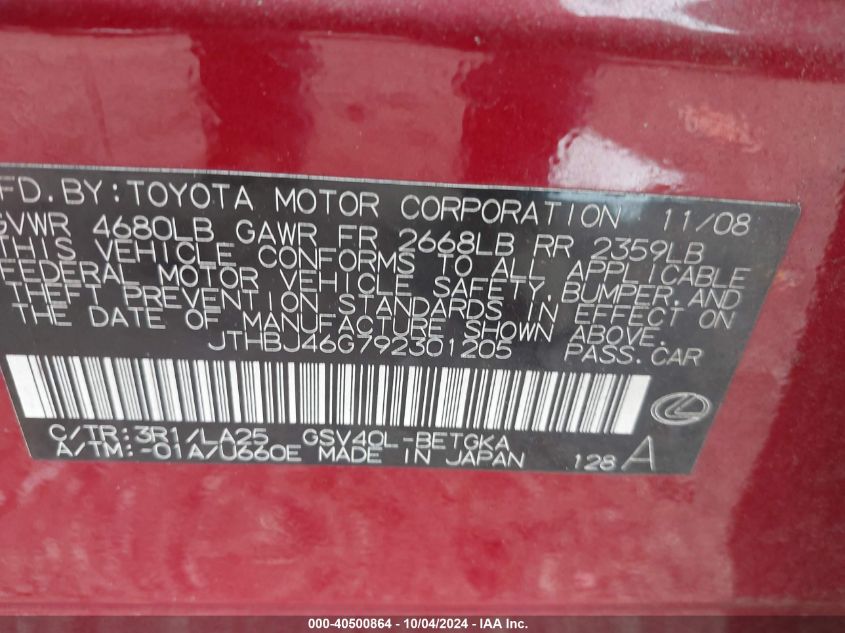 FD. BY: TOYOTA MOTOR CORPORATION 11/08
GVWR 4680LB GAWR FR 2668LB RR 2359LB
THIS VEHICLE CONFORMS TO ALL APPLICABLE
FEDERAL MOTOR VEHICLE SAFETY, BUMPER, AND
THEFT PREVENTION STANDARDS IN EFFECT ON
THE DATE OF MANUFACTURE SHOWN ABOVE.
JTHBJ46G792301205 PASS. CAR
C/TR: 3R1/LA25 GSV40L-BETGKA
A/TM: -01A/U660E MADE IN JAPAN 128 A
000-40500864 - 10/04/2024 - IAA, Inc.